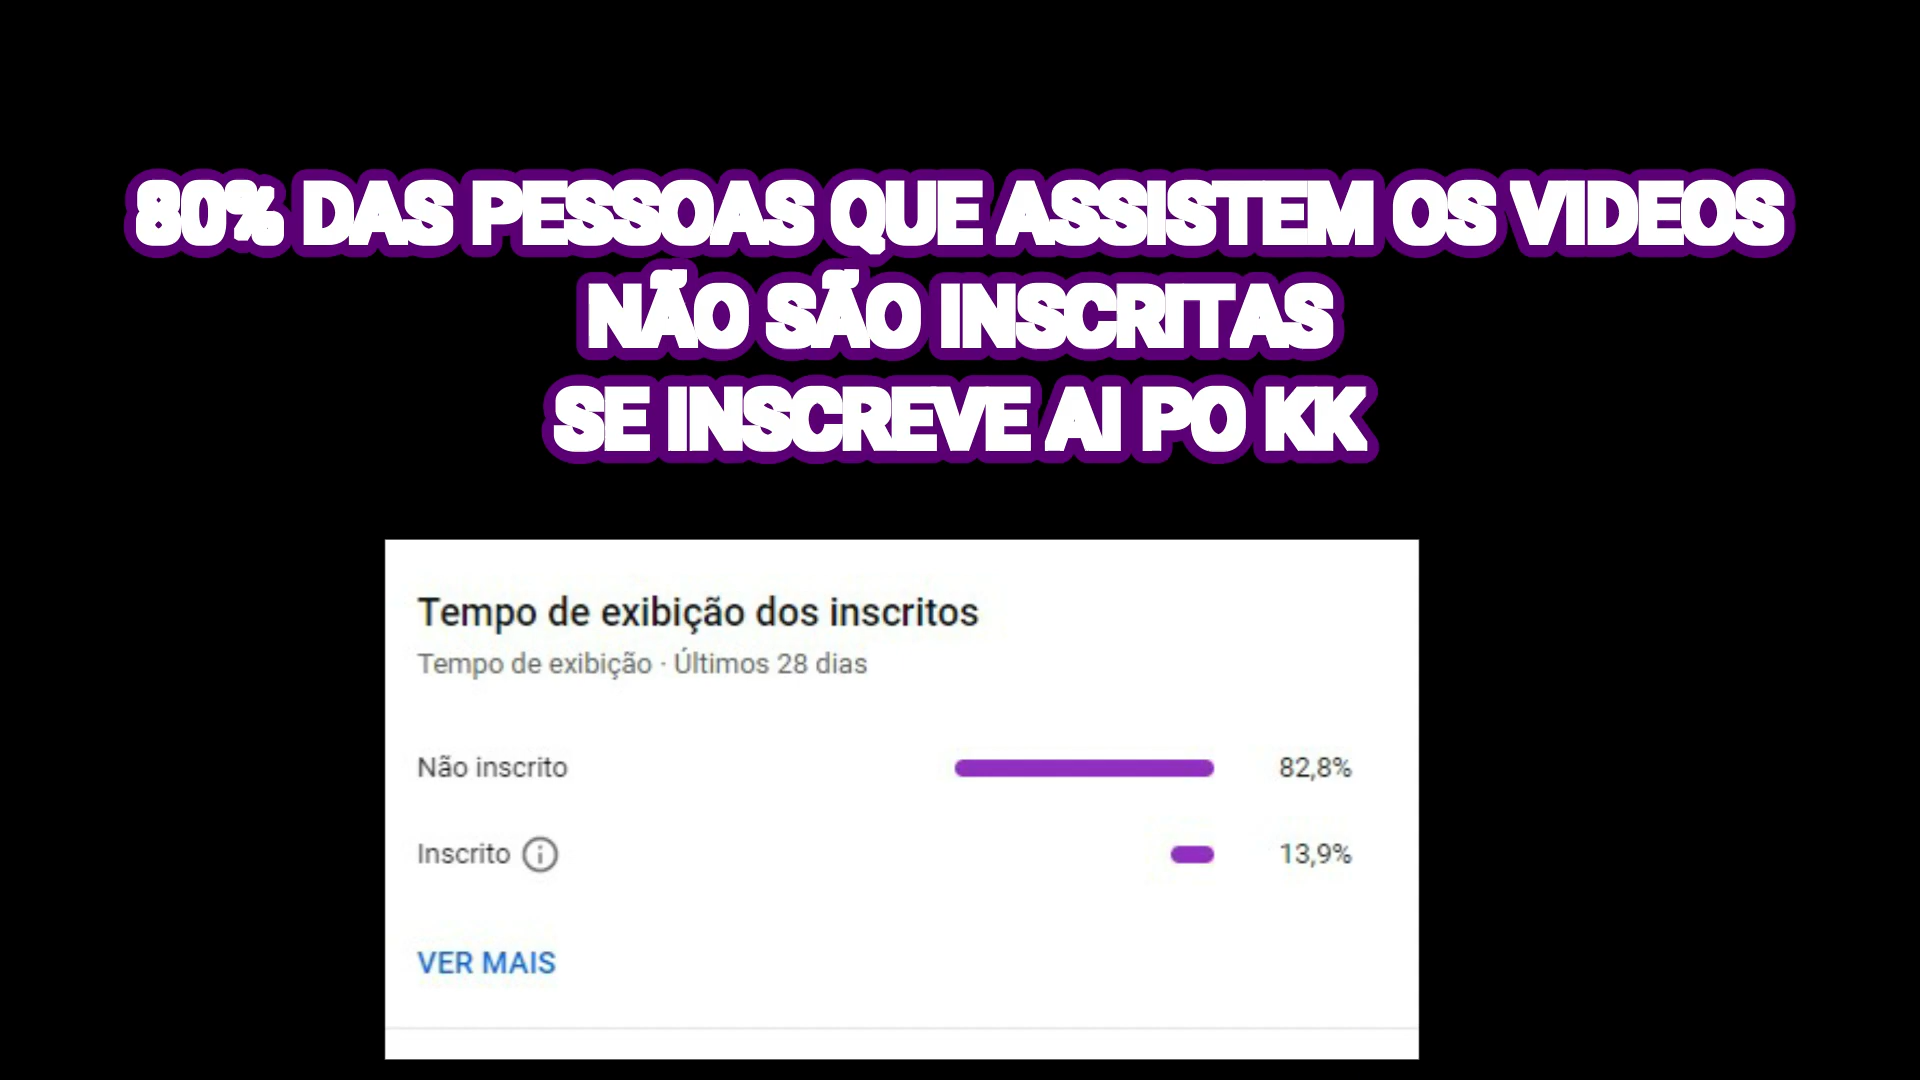 80% DAS PESSOAS QUE ASSISTEM OS VIDEOS
NÃO SÃO INSCRITAS
SE INSCREVE AI PO KK
Tempo de exibição dos inscritos
Tempo de exibição · Últimos 28 dias
Não inscrito 82,8%
Inscrito 13,9%
VER MAIS